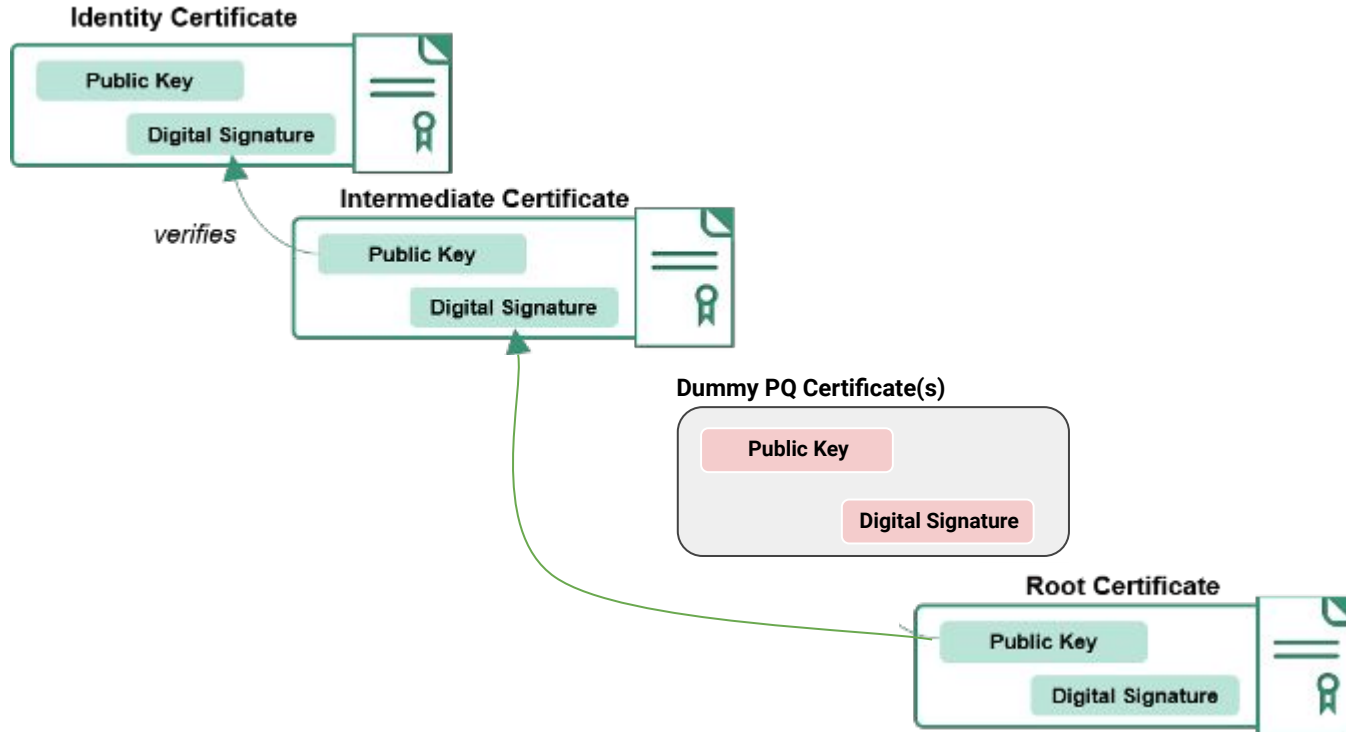 Identity Certificate
Public Key
Digital Signature
verifies
Intermediate Certificate
Public Key
Digital Signature
Dummy PQ Certificate(s)
Public Key
Digital Signature
Root Certificate
Public Key
Digital Signature